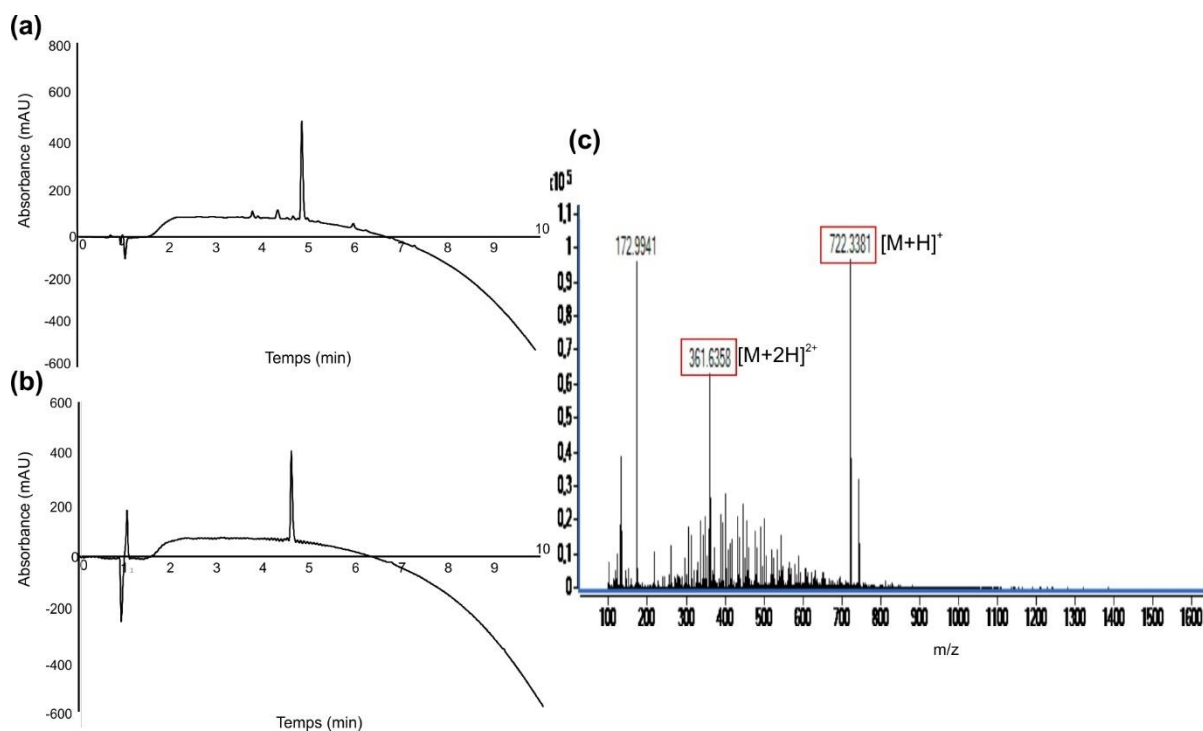 (a)
Absorbance (mAU)
800
600
400
200
0
-200
-400
-600
0 1 2 3 4 5 6 7 8 9 10
Temps (min)
(b)
Absorbance (mAU)
600
400
200
0
-200
-400
-600
0 1 2 3 4 5 6 7 8 9 10
Temps (min)
(c)
x10 5
1,1
1
0,9
0,8
0,7
0,6
0,5
0,4
0,3
0,2
0,1
0
172.9941
361.6358 [M+2H]2+
722.3381 [M+H]+
100 200 300 400 500 600 700 800 900 1000 1100 1200 1300 1400 1500 1600
m/z